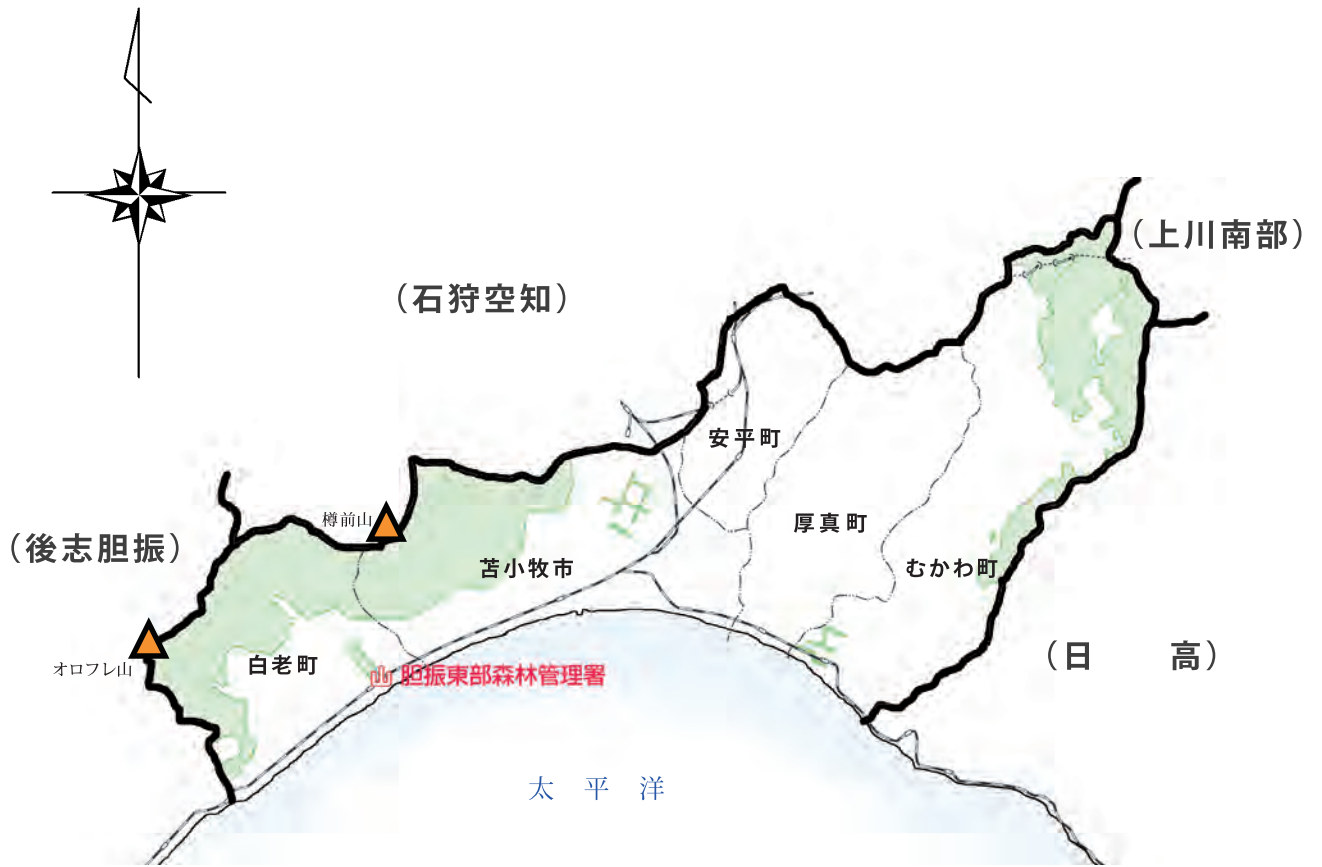 （上川南部）
（石狩空知）
安平町
樽前山
厚真町
（後志胆振）
苫小牧市
むかわ町
オロフレ山
白老町
胆振東部森林管理署
（日　　高）
太 平 洋